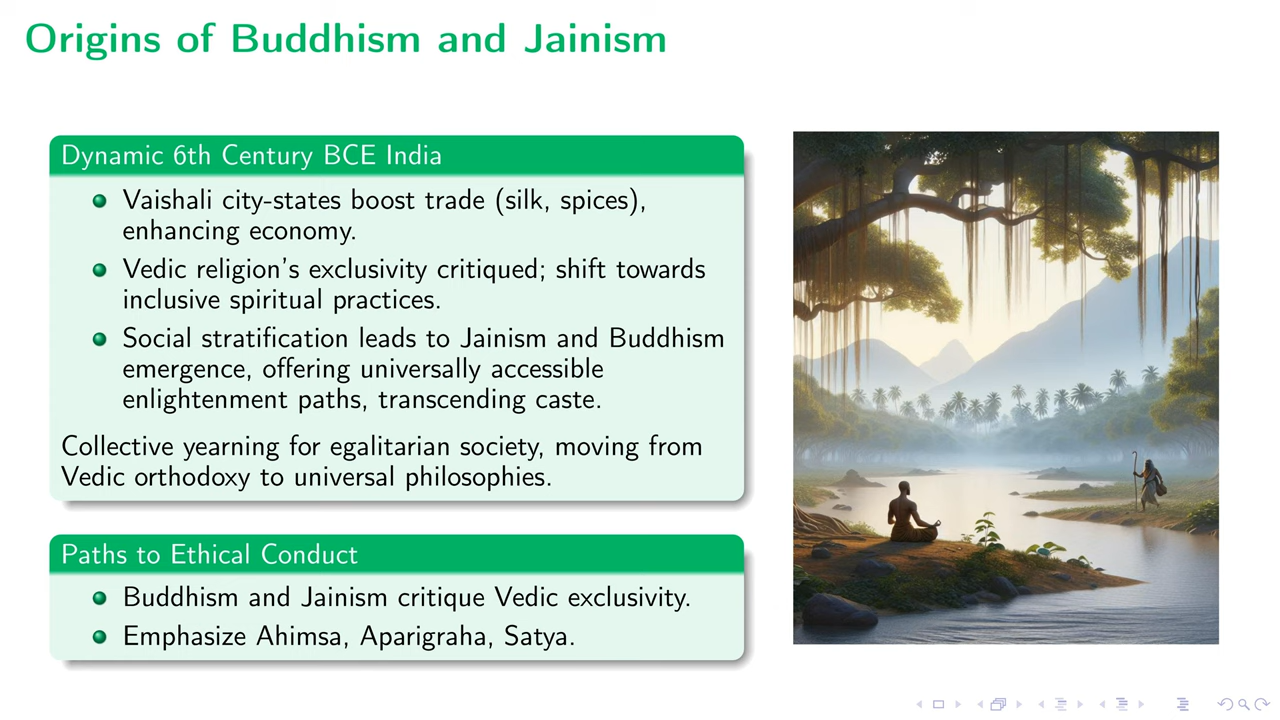 Origins of Buddhism and Jainism
Dynamic 6th Century BCE India
Vaishali city-states boost trade (silk, spices),
enhancing economy.
Vedic religion's exclusivity critiqued; shift towards
inclusive spiritual practices.
Social stratification leads to Jainism and Buddhism
emergence, offering universally accessible
enlightenment paths, transcending caste.
Collective yearning for egalitarian society, moving from
Vedic orthodoxy to universal philosophies.
Paths to Ethical Conduct
Buddhism and Jainism critique Vedic exclusivity.
Emphasize Ahimsa, Aparigraha, Satya.